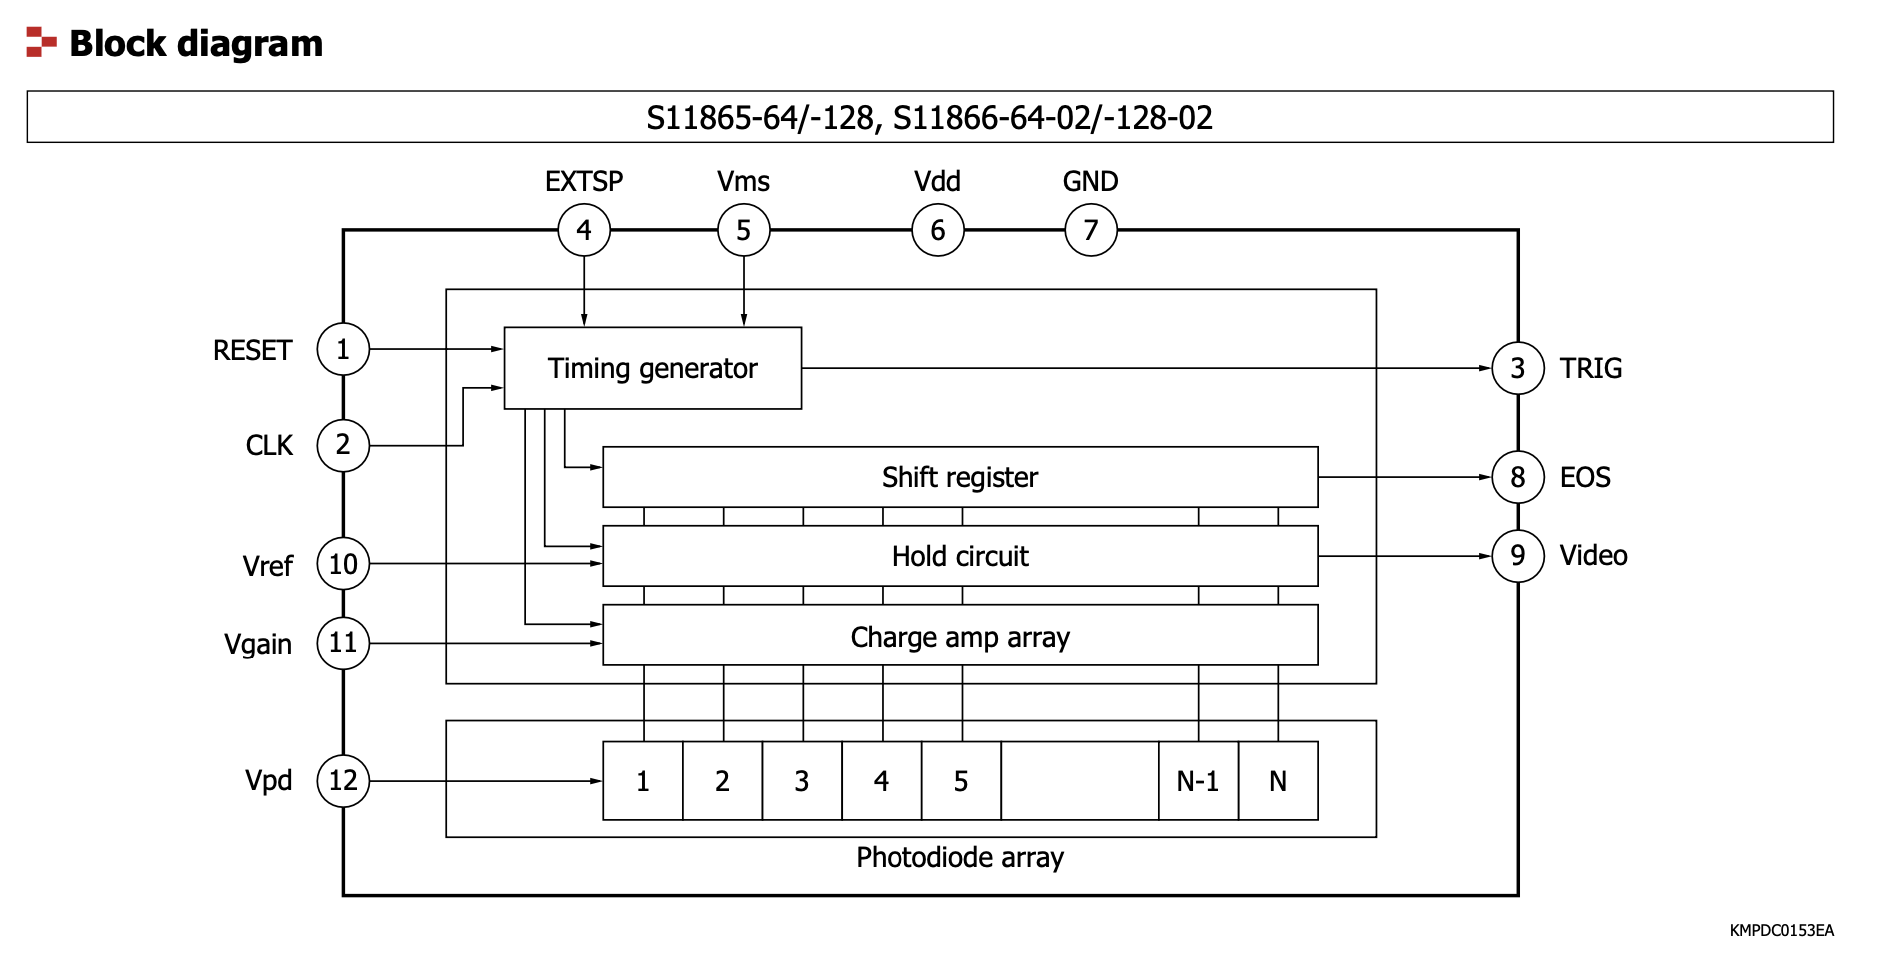 Block diagram
S11865-64/-128, S11866-64-02/-128-02
EXTSP Vms Vdd GND
4 5 6 7
RESET 1 Timing generator 3 TRIG
CLK 2
Shift register 8 EOS
Vref 10 Hold circuit 9 Video
Vgain 11 Charge amp array
Vpd 12 1 2 3 4 5 N-1 N
Photodiode array
KMPDC0153EA